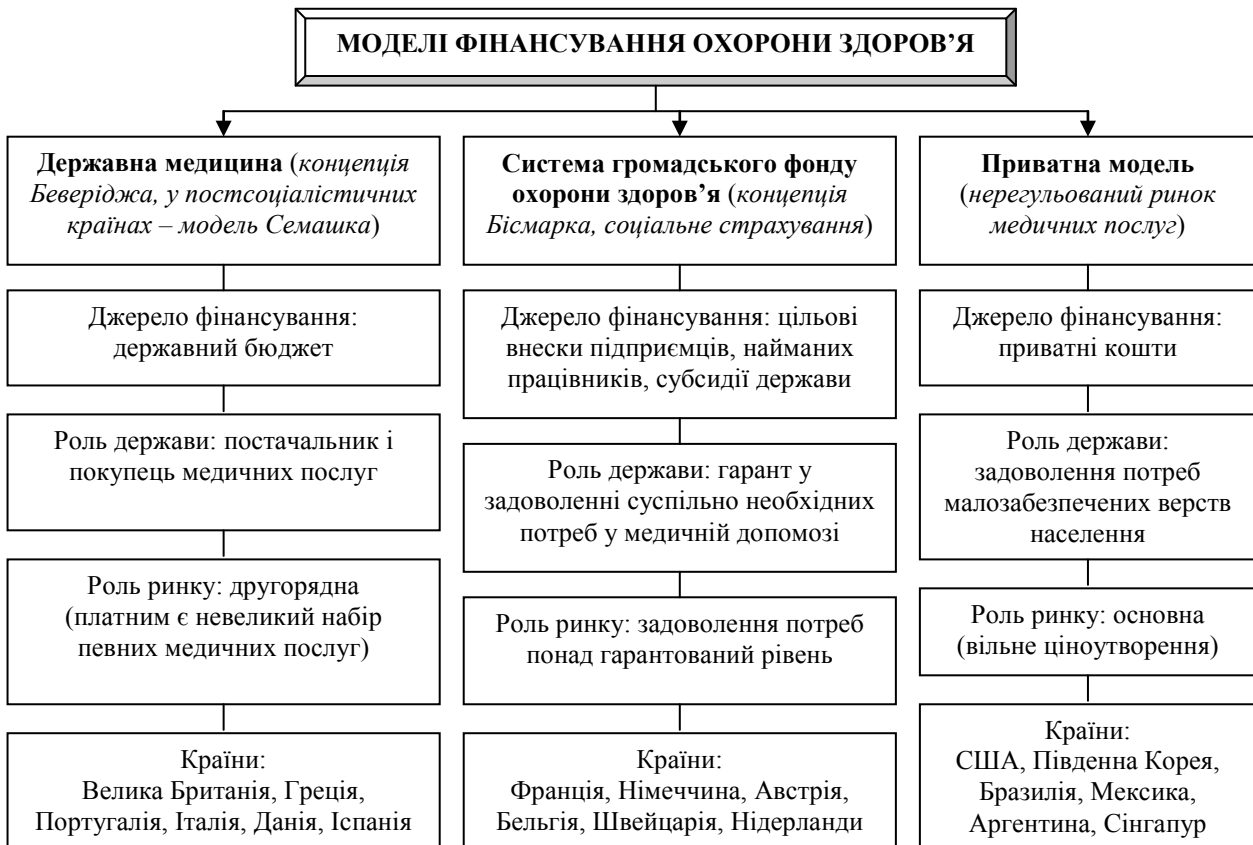 МОДЕЛІ ФІНАНСУВАННЯ ОХОРОНИ ЗДОРОВ’Я
Державна медицина (концепція
Беверіджа, у постсоціалістичних
країнах – модель Семашка)
Джерело фінансування:
державний бюджет
Роль держави: постачальник і
покупець медичних послуг
Роль ринку: другорядна
(платним є невеликий набір
певних медичних послуг)
Країни:
Велика Британія, Греція,
Португалія, Італія, Данія, Іспанія
Система громадського фонду
охорони здоров’я (концепція
Бісмарка, соціальне страхування)
Джерело фінансування: цільові
внески підприємців, найманих
працівників, субсидії держави
Роль держави: гарант у
задоволенні суспільно необхідних
потреб у медичній допомозі
Роль ринку: задоволення потреб
понад гарантований рівень
Країни:
Франція, Німеччина, Австрія,
Бельгія, Швейцарія, Нідерланди
Приватна модель
(нерегульований ринок
медичних послуг)
Джерело фінансування:
приватні кошти
Роль держави:
задоволення потреб
малозабезпечених верств
населення
Роль ринку: основна
(вільне ціноутворення)
Країни:
США, Південна Корея,
Бразилія, Мексика,
Аргентина, Сінгапур